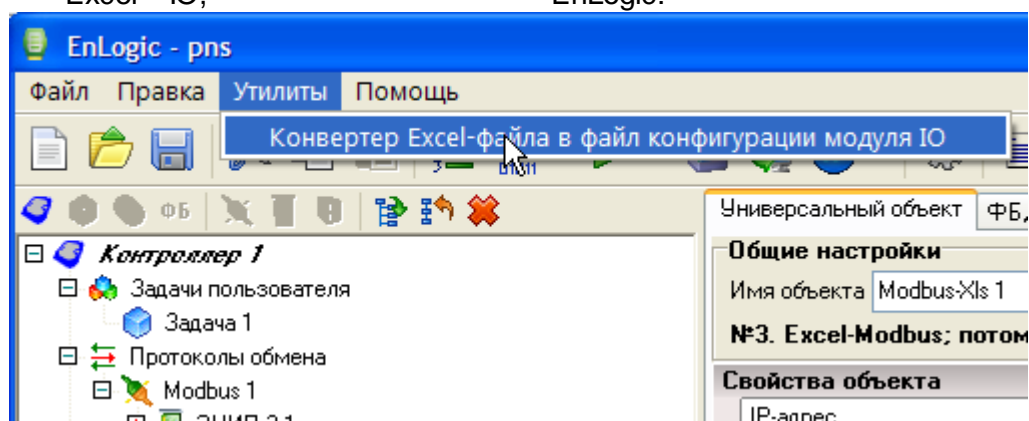 EnLogic.
EnLogic - pns
Файл Правка Утилиты Помощь
Конвертер Excel-файла в файл конфигурации модуля IO
ФБ
Универсальный объект
Контроллер 1
Общие настройки
Задачи пользователя
Имя объекта Modbus-Xls 1
Задача 1
№3. Excel-Modbus; потом
Протоколы обмена
Modbus 1
Свойства объекта
IP-адрес